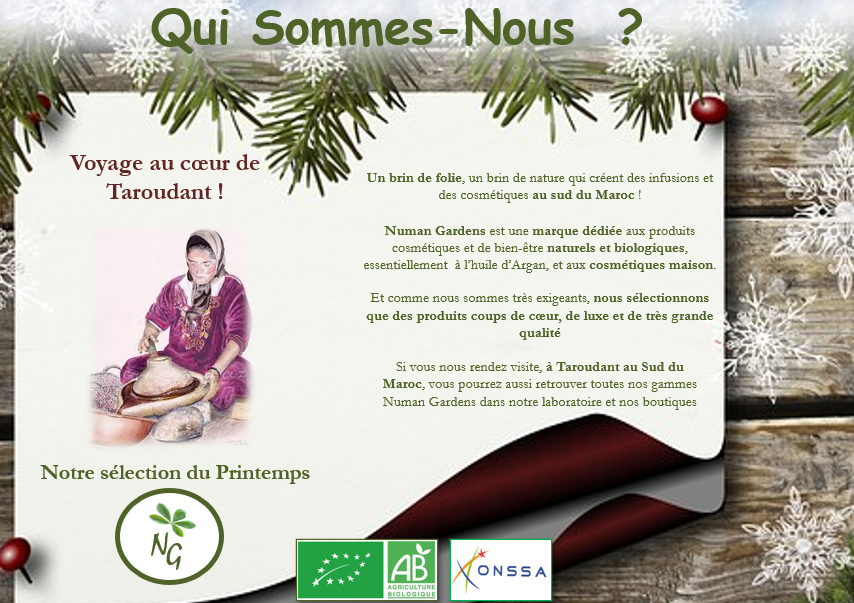 Qui Sommes-Nous ?
Voyage au cœur de
Taroudant !
Un brin de folie, un brin de nature qui créent des infusions et
des cosmétiques au sud du Maroc !
Numan Gardens est une marque dédiée aux produits
cosmétiques et de bien-être naturels et biologiques,
essentiellement à l'huile d'Argan, et aux cosmétiques maison.
Et comme nous sommes très exigeants, nous sélectionnons
que des produits coups de cœur, de luxe et de très grande
qualité
Si vous nous rendez visite, à Taroudant au Sud du
Maroc, vous pourrez aussi retrouver toutes nos gammes
Numan Gardens dans notre laboratoire et nos boutiques
Notre sélection du Printemps
NG
AB
AGRICULTURE
BIOLOGIQUE
ONSSA